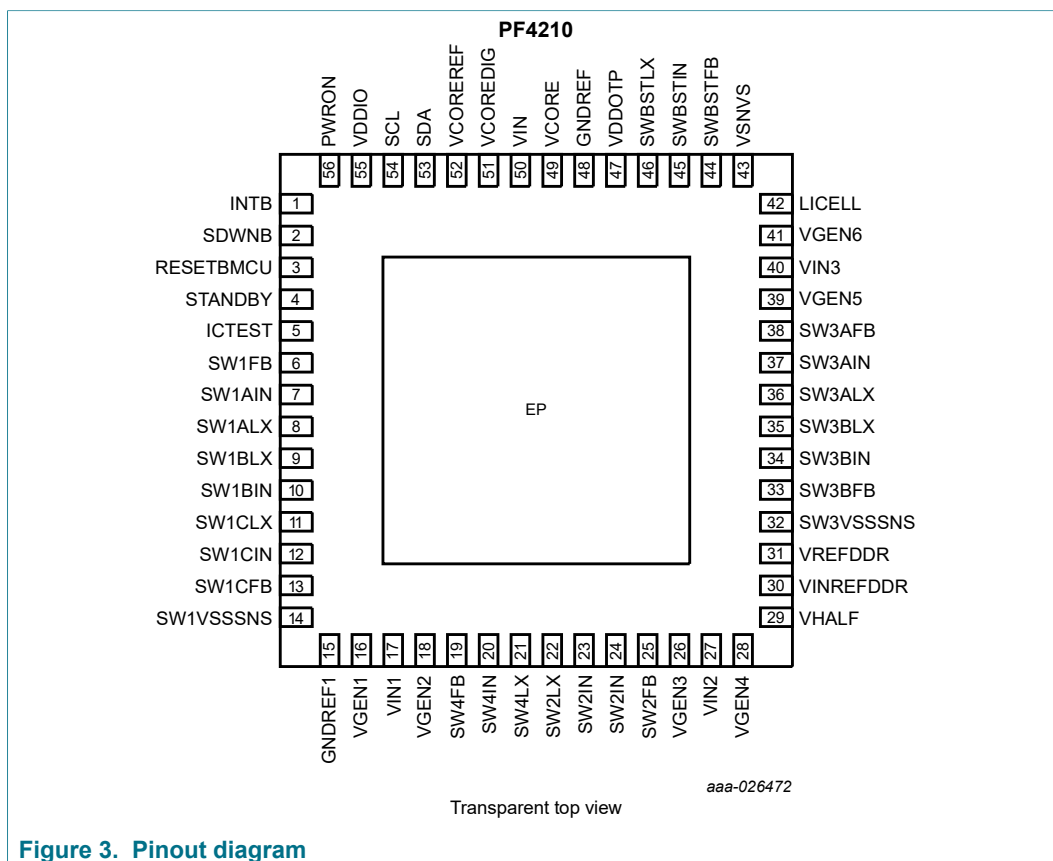 PF4210
PWRON
VDDIO
SCL
SDA
VCOREREF
VCOREDIG
VIN
VCORE
GNDREF
VDDOTP
SWBSTLX
SWBSTIN
SWBSTFB
VSNVS
56 55 54 53 52 51 50 49 48 47 46 45 44 43
INTB 1
SDWNB 2
RESETBMCU 3
STANDBY 4
ICTEST 5
SW1FB 6
SW1AIN 7
SW1ALX 8
SW1BLX 9
SW1BIN 10
SW1CLX 11
SW1CIN 12
SW1CFB 13
SW1VSSSNS 14
EP
42 LICELL
41 VGEN6
40 VIN3
39 VGEN5
38 SW3AFB
37 SW3AIN
36 SW3ALX
35 SW3BLX
34 SW3BIN
33 SW3BFB
32 SW3VSSSNS
31 VREFDDR
30 VINREFDDR
29 VHALF
15 16 17 18 19 20 21 22 23 24 25 26 27 28
GNDREF1
VGEN1
VIN1
VGEN2
SW4FB
SW4IN
SW4LX
SW2LX
SW2IN
SW2IN
SW2FB
VGEN3
VIN2
VGEN4
aaa-026472
Transparent top view
Figure 3. Pinout diagram